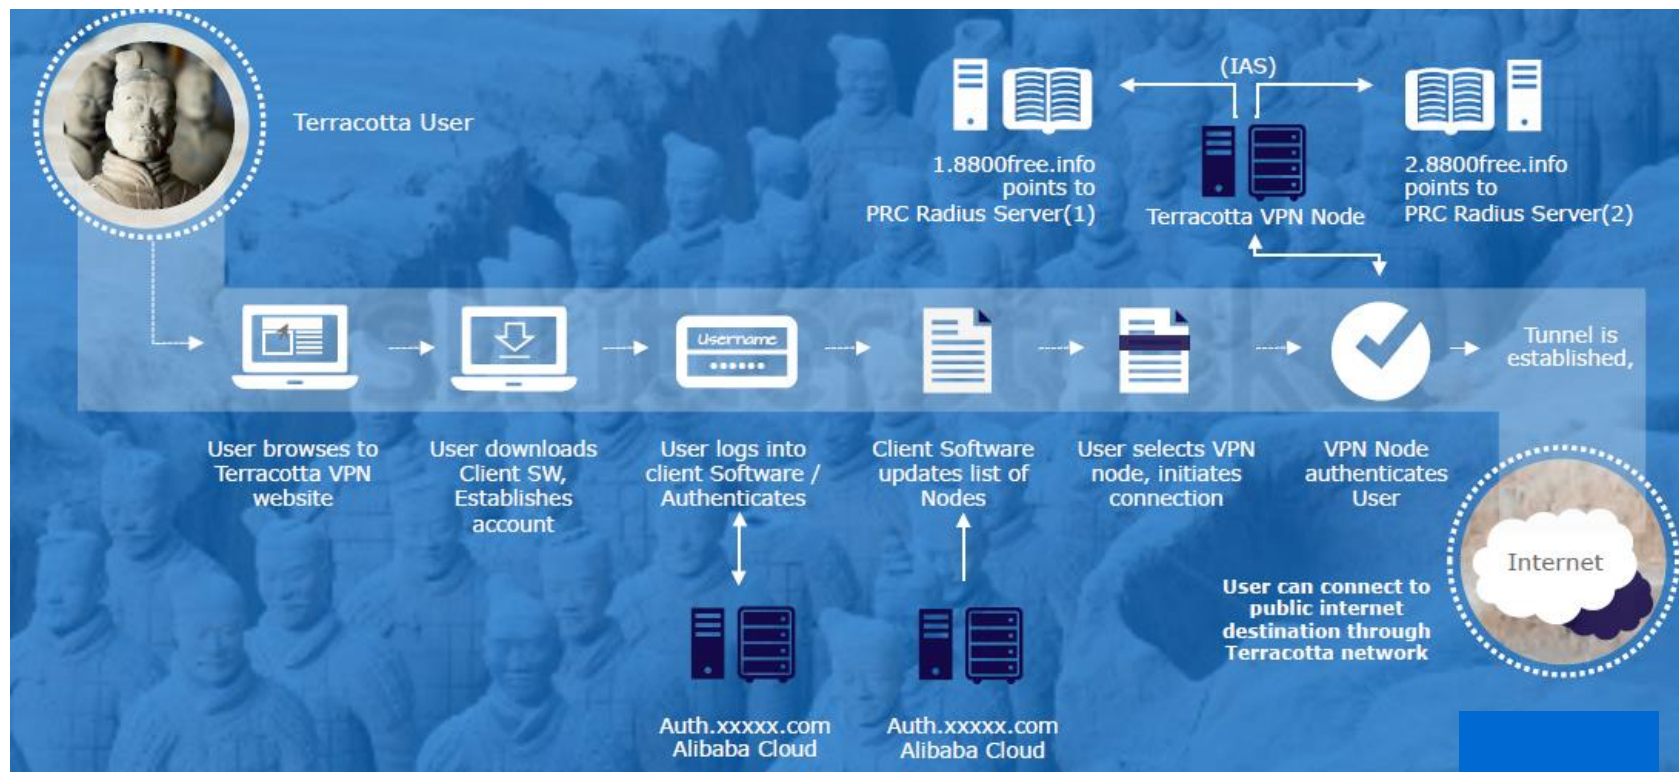 Terracotta User
(IAS)
1.8800free.info
points to
PRC Radius Server(1)
Terracotta VPN Node
2.8800free.info
points to
PRC Radius Server(2)
Username
Tunnel is
established,
User browses to
Terracotta VPN
website
User downloads
Client SW,
Establishes
account
User logs into
client Software /
Authenticates
Client Software
updates list of
Nodes
User selects VPN
node, initiates
connection
VPN Node
authenticates
User
Internet
User can connect to
public internet
destination through
Terracotta network
Auth.xxxxx.com
Alibaba Cloud
Auth.xxxxx.com
Alibaba Cloud
shutterstock